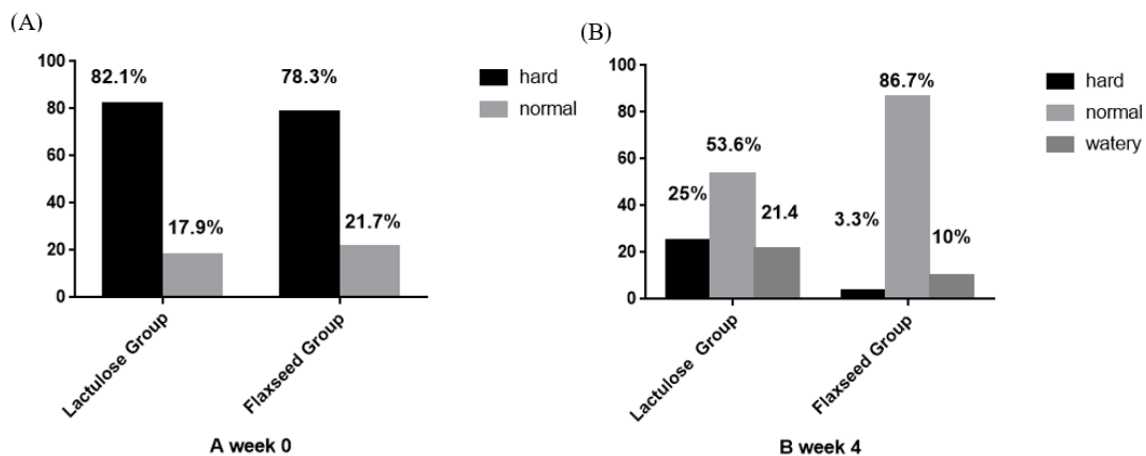 (A)
100
80
60
40
20
0
82.1%
17.9%
78.3%
21.7%
hard
normal
Lactulose Group
Flaxseed Group
A week 0
(B)
100
80
60
40
20
0
25%
53.6%
21.4
3.3%
86.7%
10%
hard
normal
watery
Lactulose Group
Flaxseed Group
B week 4